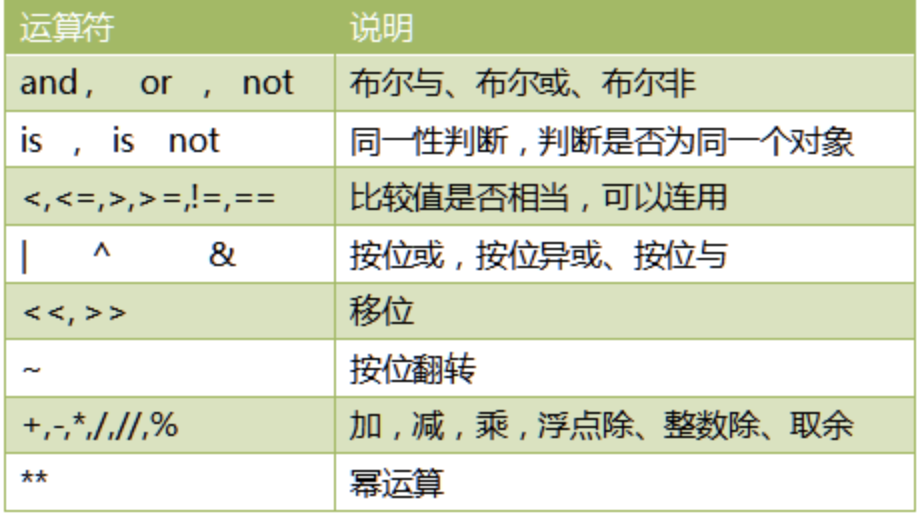 运算符 说明
and， or ， not 布尔与、布尔或、布尔非
is ， is not 同一性判断，判断是否为同一个对象
<,<=,>,>=,!=,== 比较值是否相当，可以连用
| ^ & 按位或，按位异或、按位与
<<, >> 移位
~ 按位翻转
+,-,*,/,//,% 加，减，乘，浮点除、整数除、取余
** 幂运算